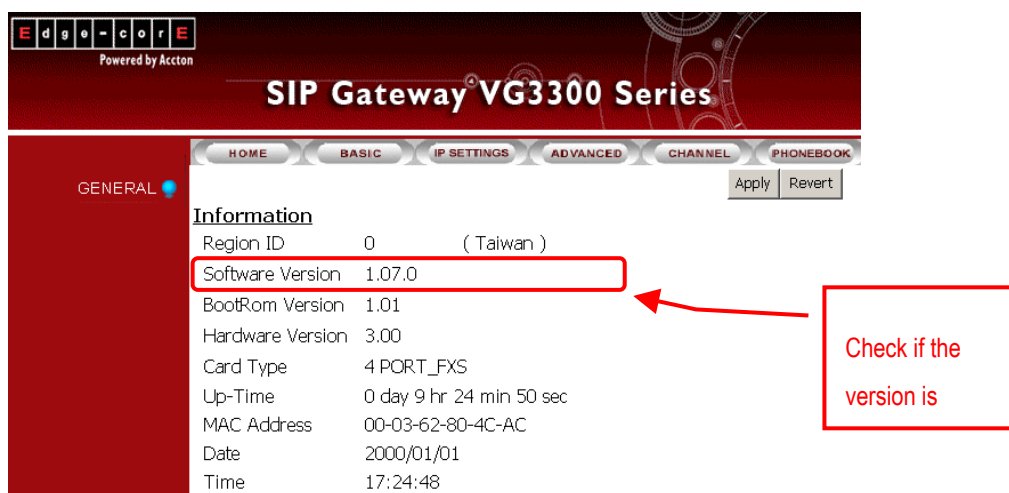 Edge-corE
Powered by Accton
SIP Gateway VG3300 Series
HOME BASIC IP SETTINGS ADVANCED CHANNEL PHONEBOOK
GENERAL
Apply Revert
Information
Region ID 0 ( Taiwan )
Software Version 1.07.0
BootRom Version 1.01
Hardware Version 3.00
Card Type 4 PORT_FXS
Up-Time 0 day 9 hr 24 min 50 sec
MAC Address 00-03-62-80-4C-AC
Date 2000/01/01
Time 17:24:48
Check if the
version is